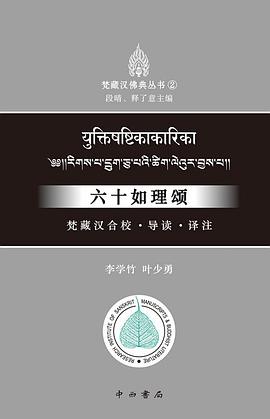 梵藏汉佛典丛书②
段晴、释了意主编
युक्तिषष्टिकाकारिका
༄༅།།རིགས་པ་དྲུག་ཅུ་པའི་ཚིག་ལེའུར་བྱས་པ།།
六十如理颂
梵藏汉合校·导读·译注
李学竹 叶少勇
RESEARCH INSTITUTE OF SANSKRIT MANUSCRIPTS & BUDDHIST LITERATURE
中西书局